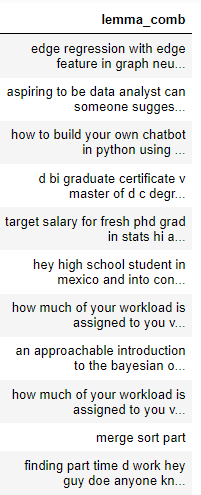 lemma_comb
edge regression with edge
feature in graph neu...
aspiring to be data analyst can
someone sugges...
how to build your own chatbot
in python using ...
d bi graduate certificate v
master of d c degr...
target salary for fresh phd grad
in stats hi a...
hey high school student in
mexico and into con...
how much of your workload is
assigned to you v...
an approachable introduction
to the bayesian o...
how much of your workload is
assigned to you v...
merge sort part
finding part time d work hey
guy doe anyone kn...